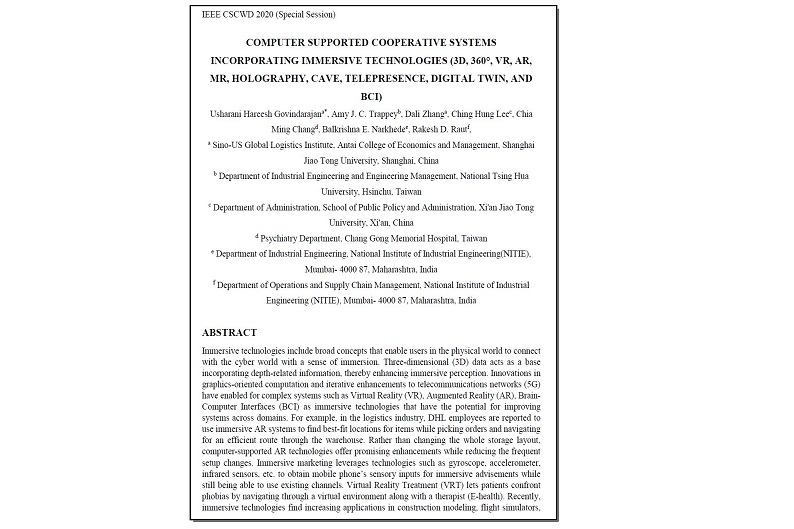 IEEE CSCWD 2020 (Special Session)
COMPUTER SUPPORTED COOPERATIVE SYSTEMS
INCORPORATING IMMERSIVE TECHNOLOGIES (3D, 360°, VR, AR,
MR, HOLOGRAPHY, CAVE, TELEPRESENCE, DIGITAL TWIN, AND
BCI)
Usharani Hareesh Govindarajanᵃ*, Amy J. C. Trappeyᵇ, Dali Zhangᵃ, Ching Hung Leeᶜ, Chia
Ming Changᵈ, Balkrishna E. Narkhedeᵉ, Rakesh D. Rautᶠ,
ᵃ Sino-US Global Logistics Institute, Antai College of Economics and Management, Shanghai
Jiao Tong University, Shanghai, China
ᵇ Department of Industrial Engineering and Engineering Management, National Tsing Hua
University, Hsinchu, Taiwan
ᶜ Department of Administration, School of Public Policy and Administration, Xi'an Jiao Tong
University, Xi'an, China
ᵈ Psychiatry Department, Chang Gong Memorial Hospital, Taiwan
ᵉ Department of Industrial Engineering, National Institute of Industrial Engineering(NITIE),
Mumbai- 4000 87, Maharashtra, India
ᶠ Department of Operations and Supply Chain Management, National Institute of Industrial
Engineering (NITIE), Mumbai- 4000 87, Maharashtra, India
ABSTRACT
Immersive technologies include broad concepts that enable users in the physical world to connect
with the cyber world with a sense of immersion. Three-dimensional (3D) data acts as a base
incorporating depth-related information, thereby enhancing immersive perception. Innovations in
graphics-oriented computation and iterative enhancements to telecommunications networks (5G)
have enabled for complex systems such as Virtual Reality (VR), Augmented Reality (AR), Brain-
Computer Interfaces (BCI) as immersive technologies that have the potential for improving
systems across domains. For example, in the logistics industry, DHL employees are reported to
use immersive AR systems to find best-fit locations for items while picking orders and navigating
for an efficient route through the warehouse. Rather than changing the whole storage layout,
computer-supported AR technologies offer promising enhancements while reducing the frequent
setup changes. Immersive marketing leverages technologies such as gyroscope, accelerometer,
infrared sensors, etc. to obtain mobile phone's sensory inputs for immersive advisements while
still being able to use existing channels. Virtual Reality Treatment (VRT) lets patients confront
phobias by navigating through a virtual environment along with a therapist (E-health). Recently,
immersive technologies find increasing applications in construction modeling, flight simulators,